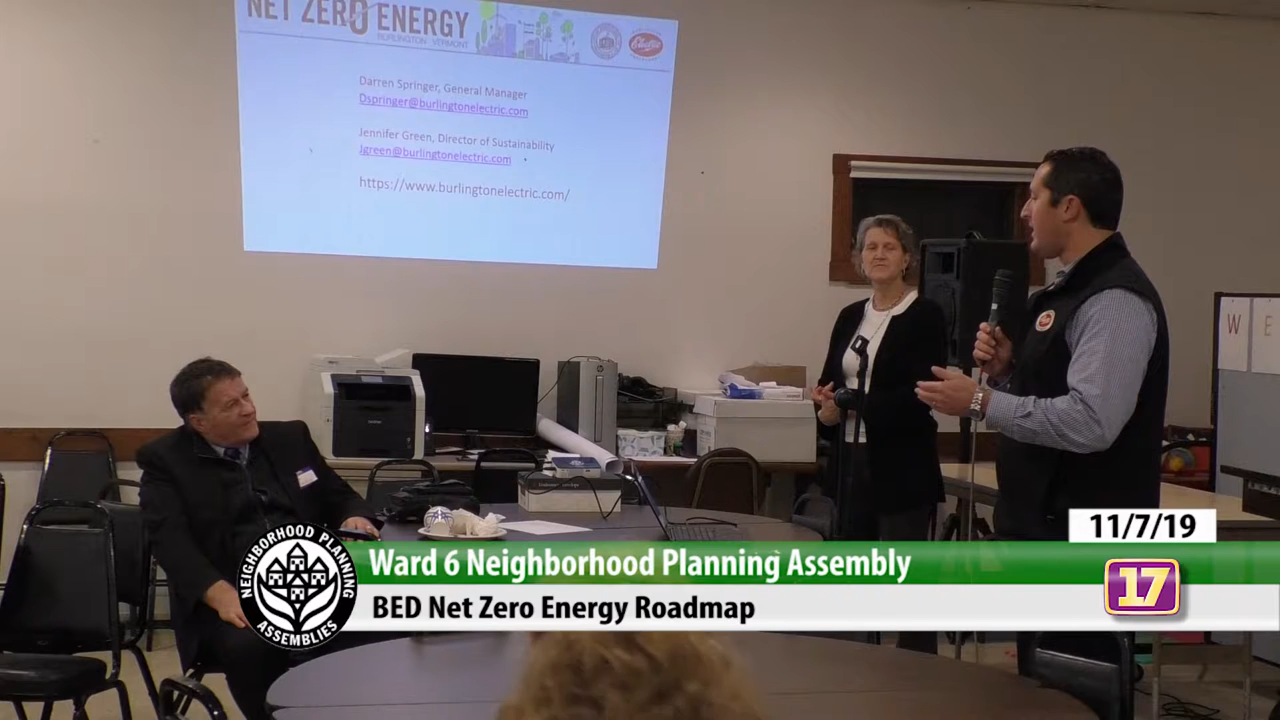 NET ZERO ENERGY
BURLINGTON, VERMONT
Electric
Darren Springer, General Manager
Dspringer@burlingtonelectric.com
Jennifer Green, Director of Sustainability
Jgreen@burlingtonelectric.com
https://www.burlingtonelectric.com/
W E
11/7/19
NEIGHBORHOOD PLANNING ASSEMBLIES
Ward 6 Neighborhood Planning Assembly
17
BED Net Zero Energy Roadmap